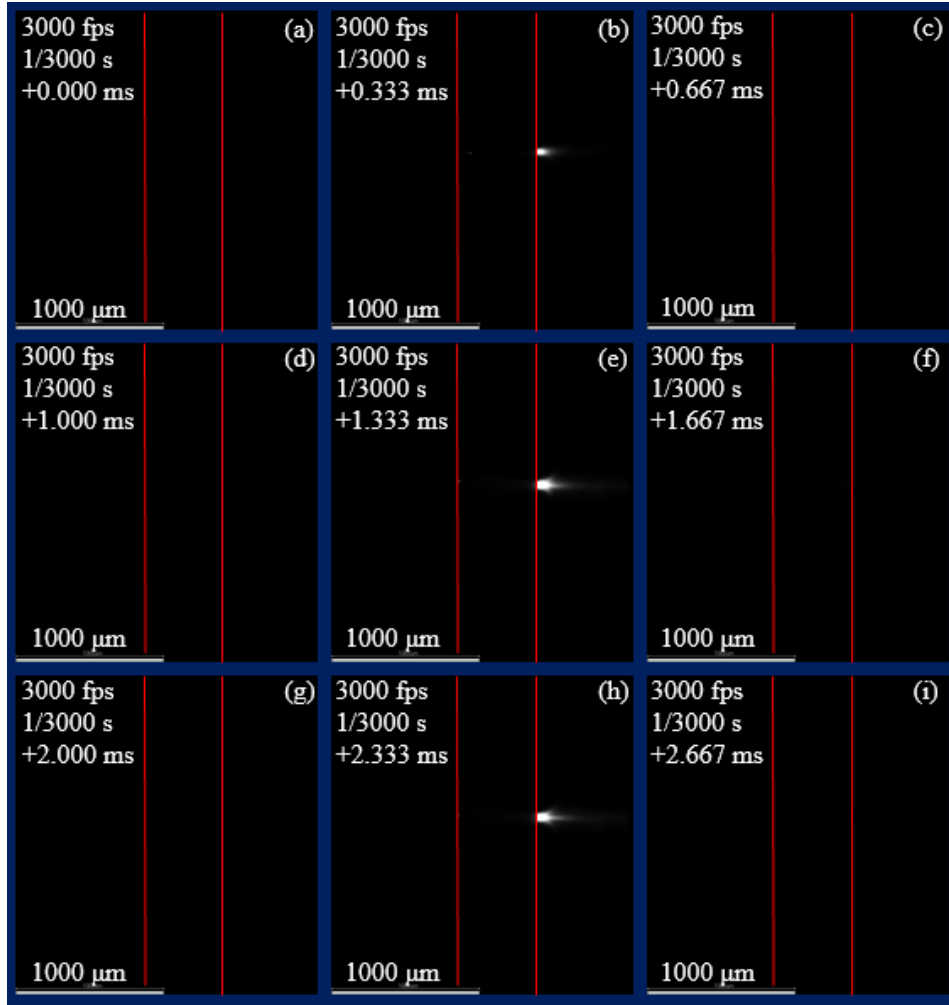 3000 fps (a)
1/3000 s
+0.000 ms
1000 μm
3000 fps (b)
1/3000 s
+0.333 ms
1000 μm
3000 fps (c)
1/3000 s
+0.667 ms
1000 μm
3000 fps (d)
1/3000 s
+1.000 ms
1000 μm
3000 fps (e)
1/3000 s
+1.333 ms
1000 μm
3000 fps (f)
1/3000 s
+1.667 ms
1000 μm
3000 fps (g)
1/3000 s
+2.000 ms
1000 μm
3000 fps (h)
1/3000 s
+2.333 ms
1000 μm
3000 fps (i)
1/3000 s
+2.667 ms
1000 μm